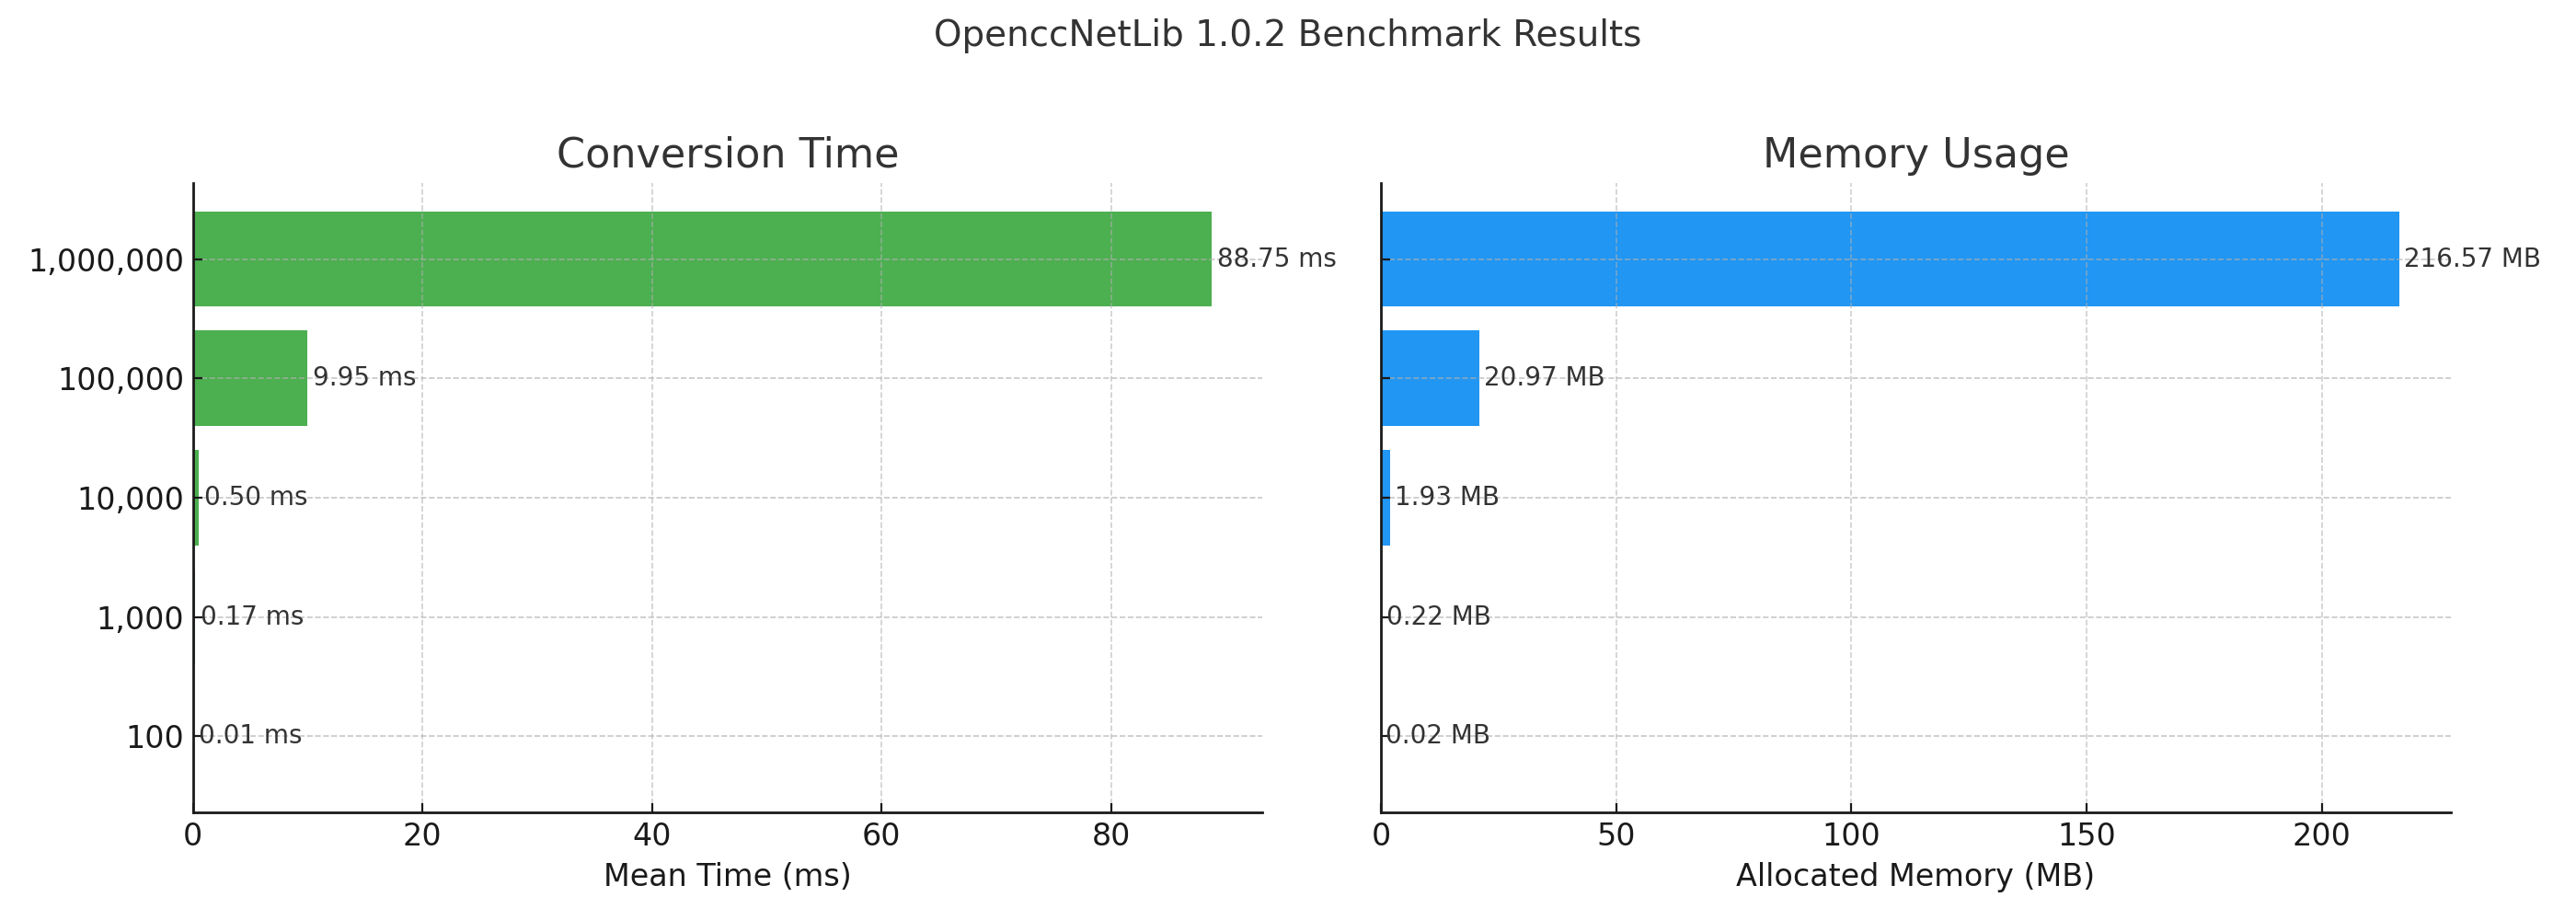 OpenccNetLib 1.0.2 Benchmark Results
Conversion Time
1,000,000
88.75 ms
100,000
9.95 ms
10,000
0.50 ms
1,000
0.17 ms
100
0.01 ms
0 20 40 60 80
Mean Time (ms)
Memory Usage
216.57 MB
20.97 MB
1.93 MB
0.22 MB
0.02 MB
0 50 100 150 200
Allocated Memory (MB)